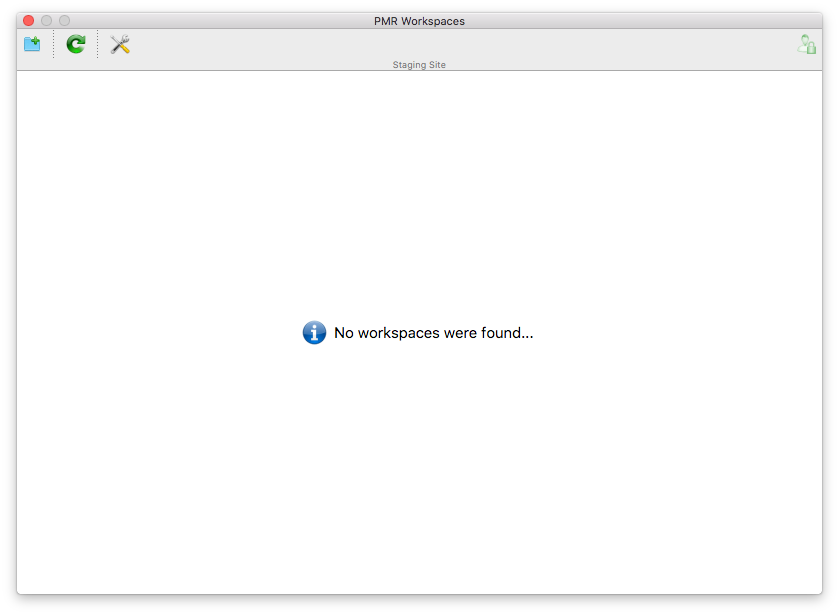 PMR Workspaces
Staging Site
No workspaces were found...